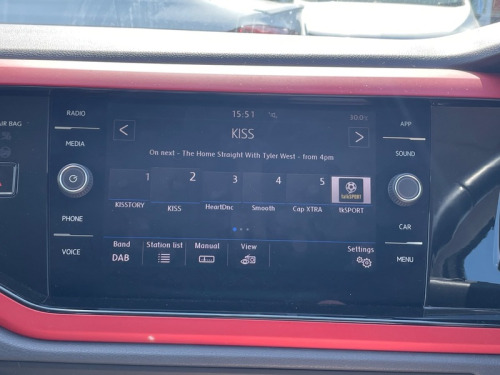 AIR BAG
RADIO
MEDIA
PHONE
VOICE
15:51
30.0°C
KISS
On next - The Home Straight With Tyler West - from 4pm
1 2 3 4 5
talkSPORT
KISSTORY KISS HeartDnc Smooth Cap XTRA tkSPORT
Band Station list Manual View Settings
DAB
APP
SOUND
CAR
MENU